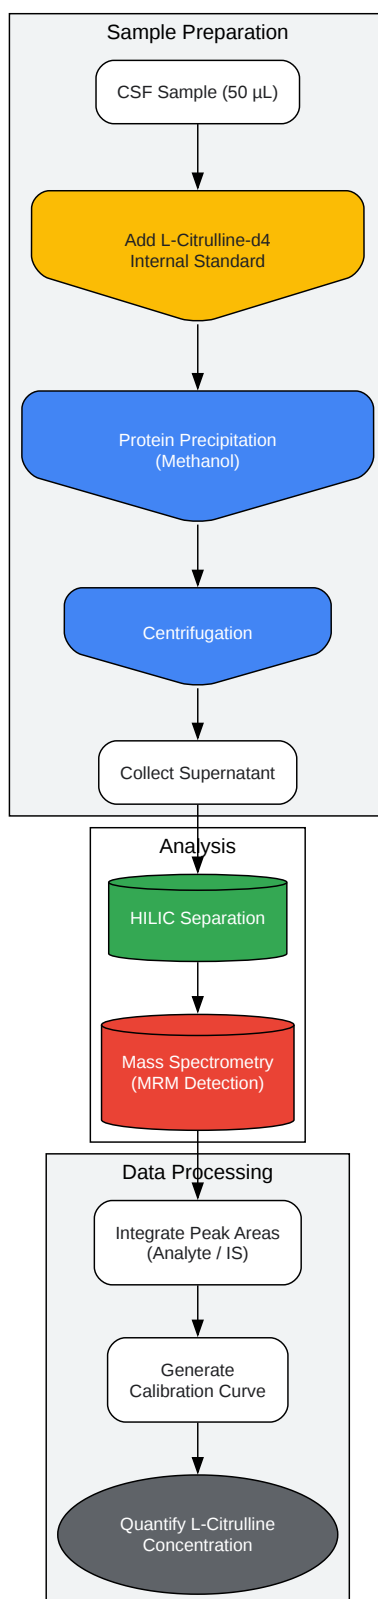 Sample Preparation
CSF Sample (50 µL)
Add L-Citrulline-d4
Internal Standard
Protein Precipitation
(Methanol)
Centrifugation
Collect Supernatant
Analysis
HILIC Separation
Mass Spectrometry
(MRM Detection)
Data Processing
Integrate Peak Areas
(Analyte / IS)
Generate
Calibration Curve
Quantify L-Citrulline
Concentration